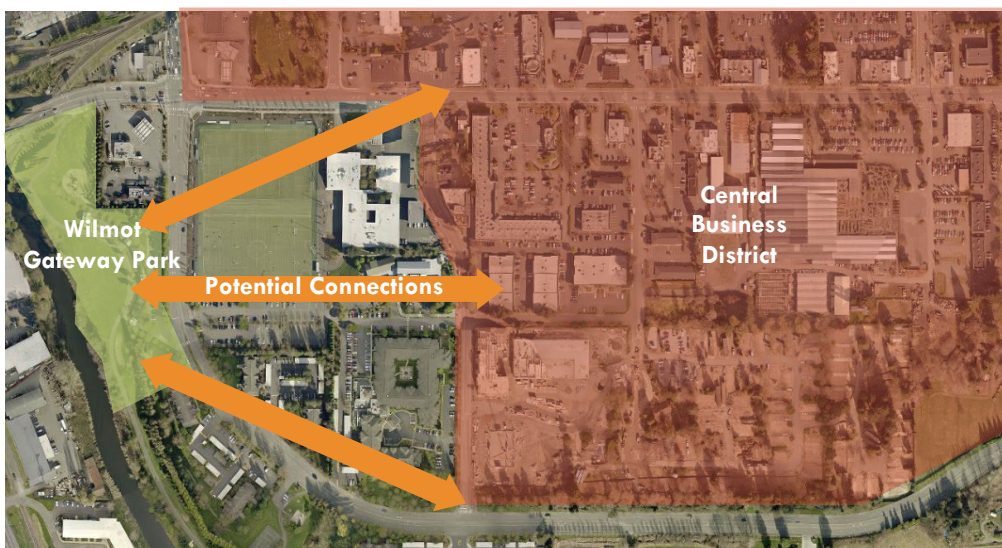 Wilmot
Gateway Park
Potential Connections
Central
Business
District